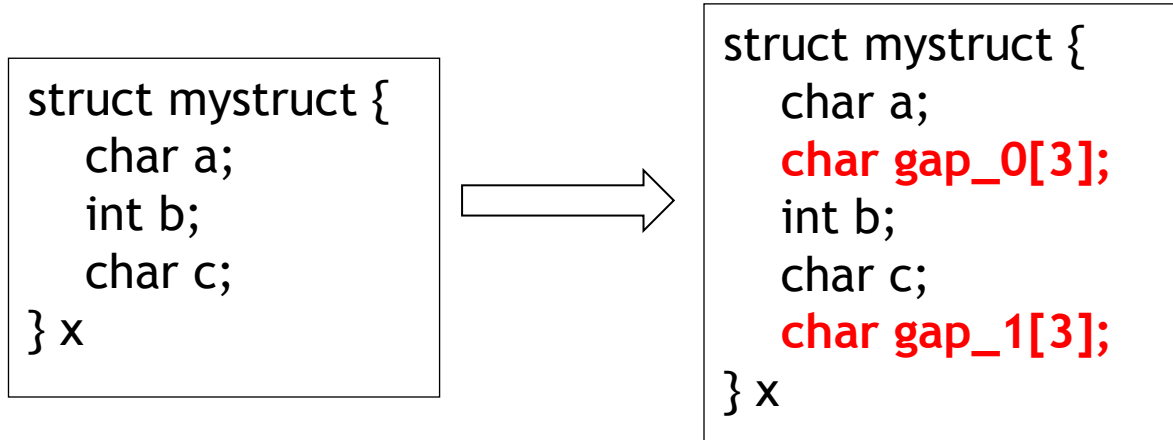 struct mystruct {
char a;
int b;
char c;
} x
struct mystruct {
char a;
char gap_0[3];
int b;
char c;
char gap_1[3];
} x